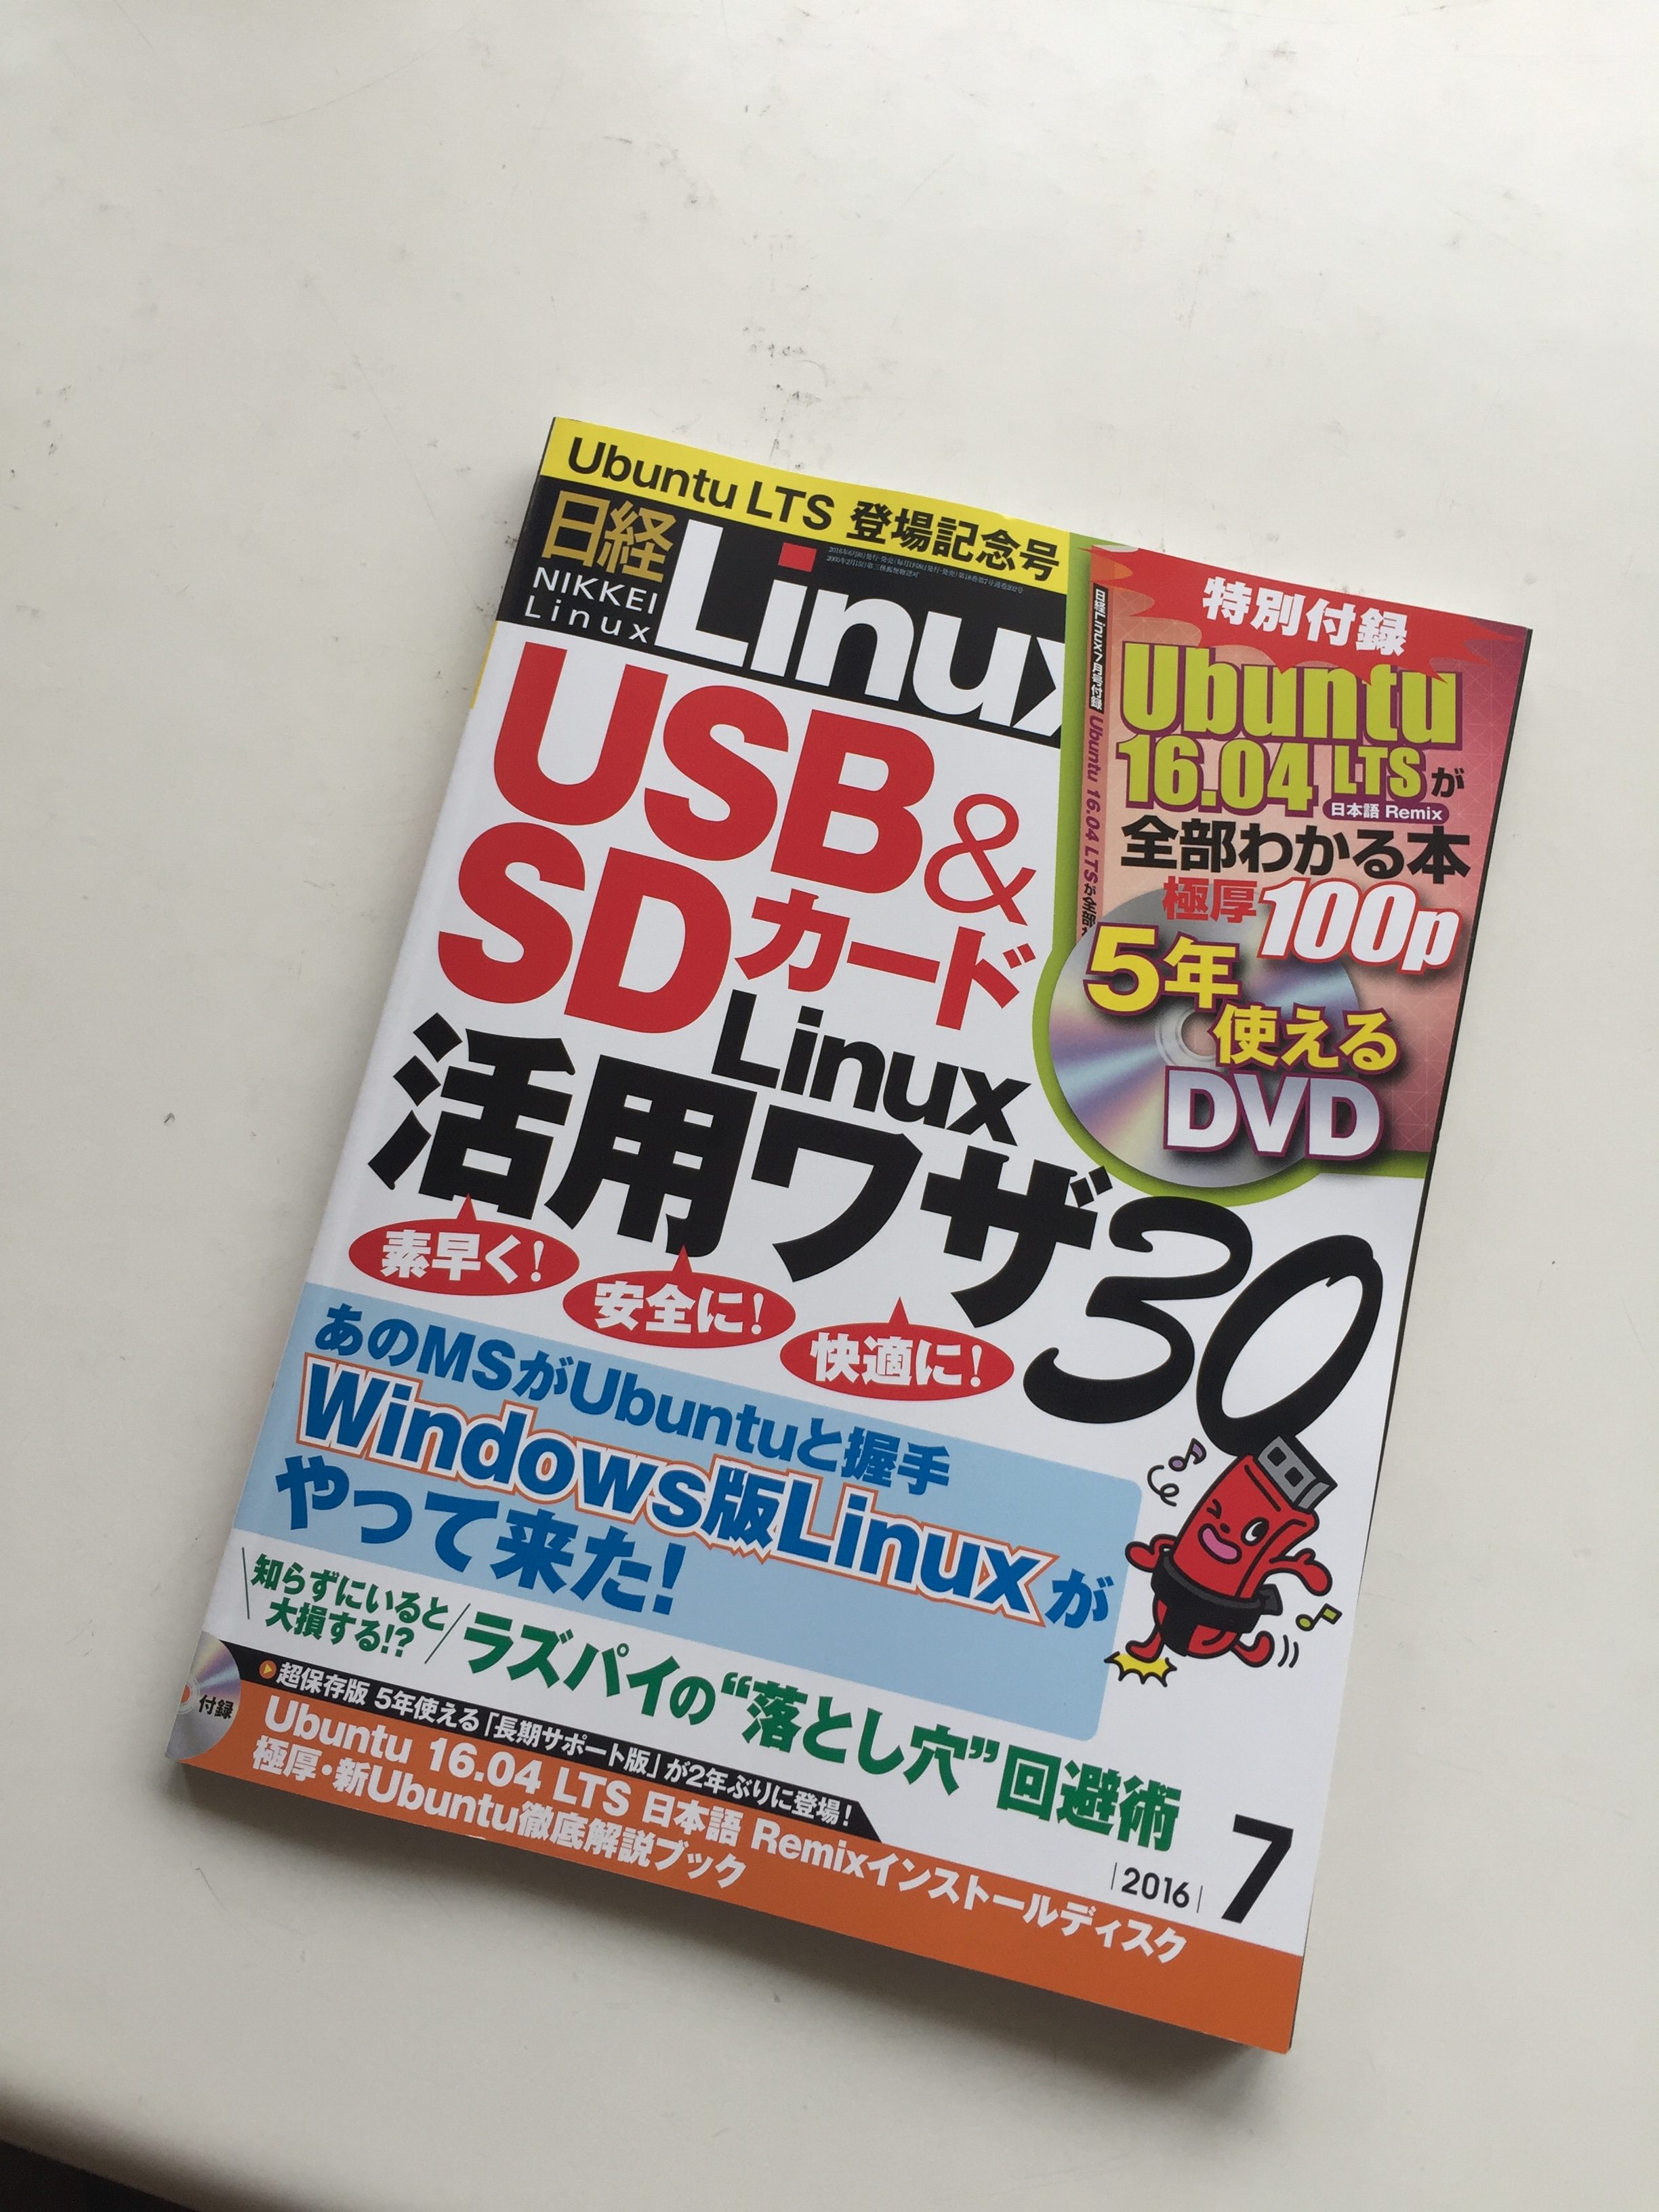 Ubuntu LTS 登場記念号
日経
NIKKEI
Linux
Linux
特別付録
日経Linux 7月号付録
Ubuntu 16.04 LTSが全部
Ubuntu
16.04 LTSが
日本語 Remix
全部わかる本
極厚100p
5年
使える
DVD
USB&
SDカード
Linux
活用ワザ30
素早く!
安全に!
快適に!
あのMSがUbuntuと握手
Windows版Linuxが
やって来た!
知らずにいると
大損する!?
ラズパイの“落とし穴”回避術
付録
超保存版 5年使える「長期サポート版」が2年ぶりに登場!
Ubuntu 16.04 LTS 日本語 Remixインストールディスク
極厚・新Ubuntu徹底解説ブック
2016
7